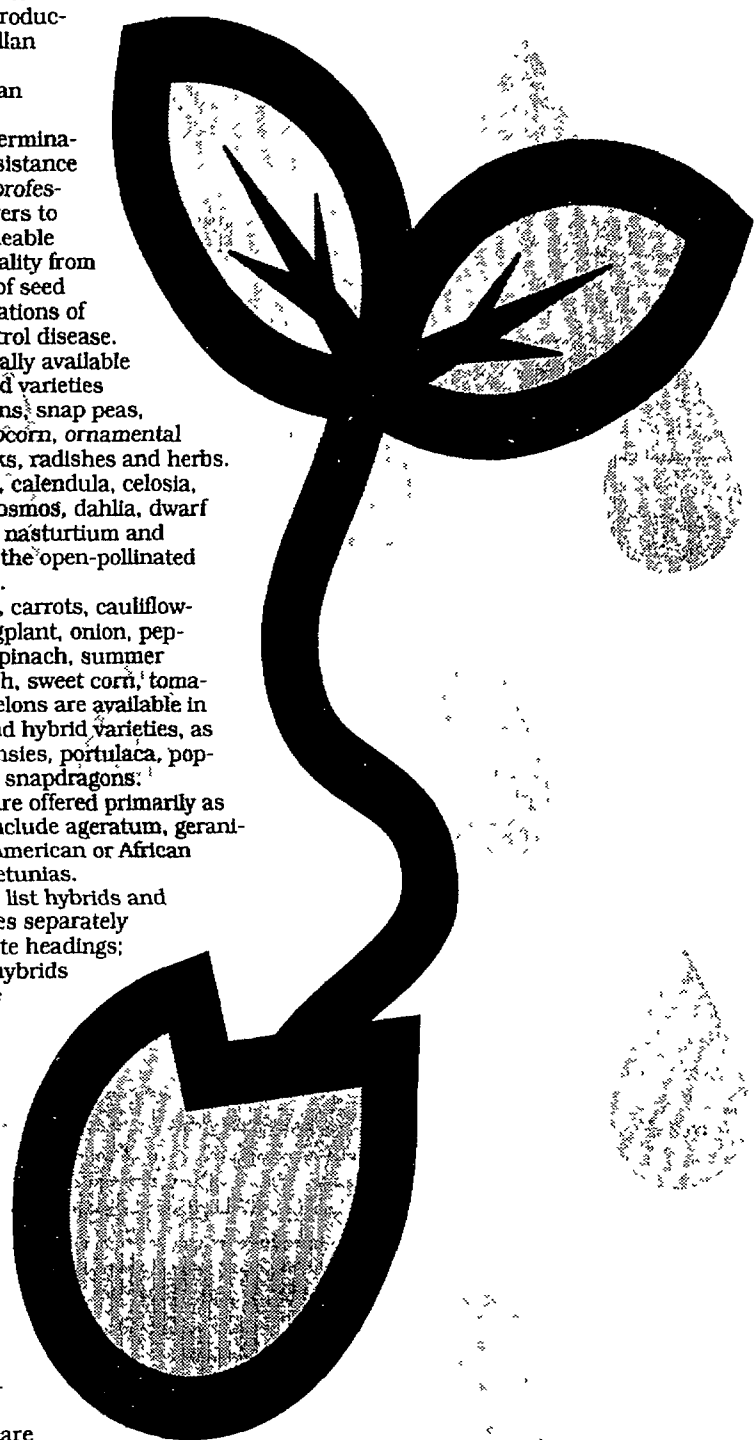 roduc-
llan
an
ermina-
sistance
profes-
ers to
eable
ality from
of seed
ations of
trol disease.
ally available
d varieties
ns, snap peas,
pcorn, ornamental
ks, radishes and herbs.
, calendula, celosia,
osmos, dahlia, dwarf
nasturtium and
the open-pollinated
.
, carrots, cauliflow-
gplant, onion, pep-
pinach, summer
h, sweet corn, toma-
elons are available in
nd hybrid varieties, as
nsies, portulaca, pop-
snapdragons.
re offered primarily as
nclude ageratum, gerani-
American or African
etunias.
list hybrids and
es separately
te headings;
hybrids
are